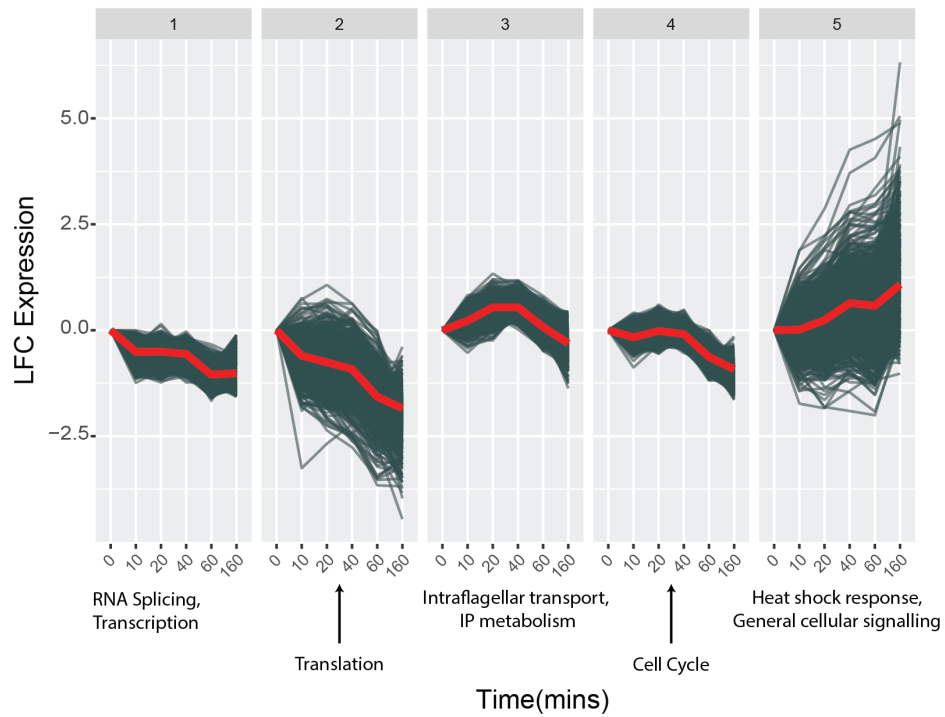 1 2 3 4 5
LFC Expression
5.0
2.5
0.0
−2.5
0 10 20 40 60 160 0 10 20 40 60 160 0 10 20 40 60 160 0 10 20 40 60 160 0 10 20 40 60 160
RNA Splicing,
Transcription
Translation
Intraflagellar transport,
IP metabolism
Cell Cycle
Heat shock response,
General cellular signalling
Time(mins)